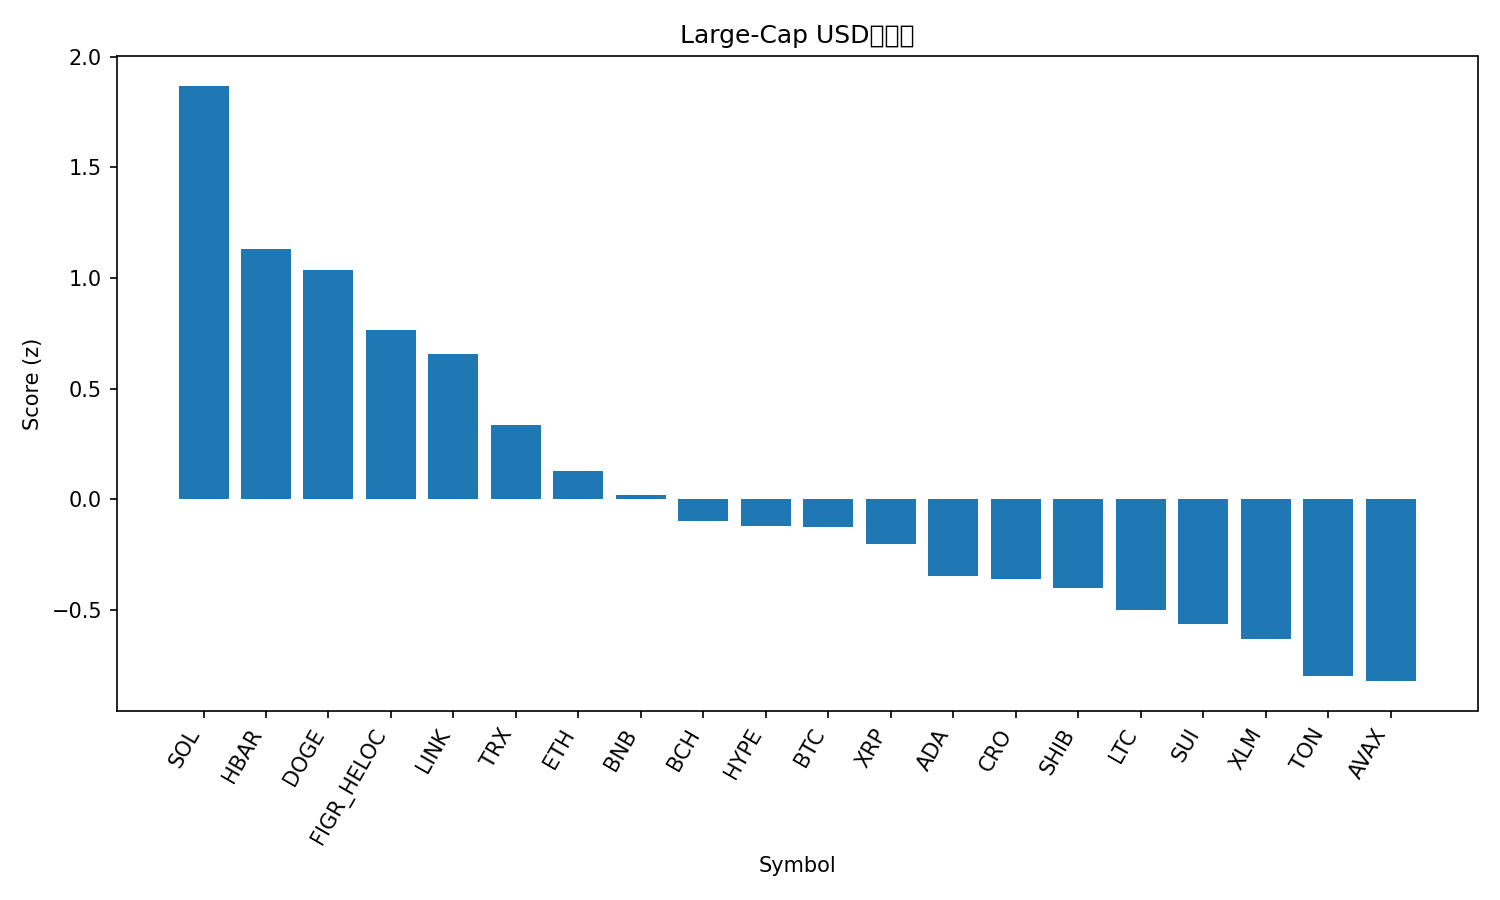 Large-Cap USD
2.0
1.5
1.0
0.5
0.0
−0.5
Score (z)
SOL
HBAR
DOGE
FIGR_HELOC
LINK
TRX
ETH
BNB
BCH
HYPE
BTC
XRP
ADA
CRO
SHIB
LTC
SUI
XLM
TON
AVAX
Symbol